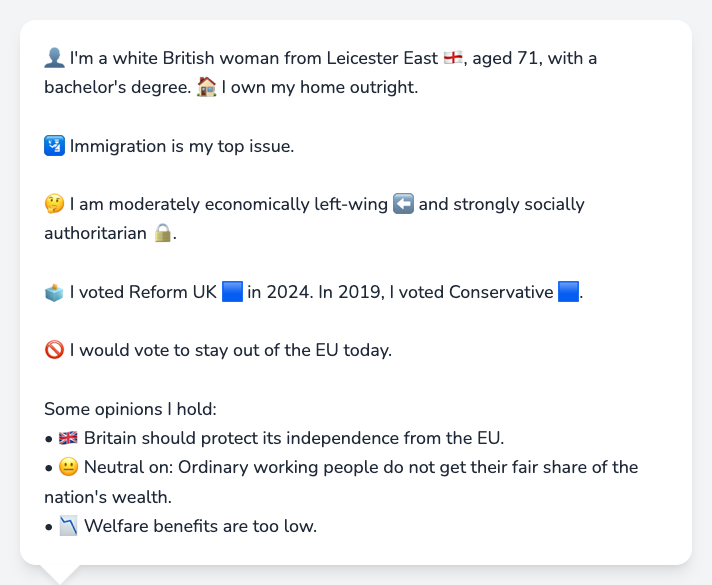 👤 I'm a white British woman from Leicester East 🏴󠁧󠁢󠁥󠁮󠁧󠁿, aged 71, with a
bachelor's degree. 🏠 I own my home outright.
🛂 Immigration is my top issue.
🤔 I am moderately economically left-wing ⬅️ and strongly socially
authoritarian 🔒.
🗳️ I voted Reform UK 🟦 in 2024. In 2019, I voted Conservative 🟦.
🚫 I would vote to stay out of the EU today.
Some opinions I hold:
• 🇬🇧 Britain should protect its independence from the EU.
• 😐 Neutral on: Ordinary working people do not get their fair share of the
nation's wealth.
• 📉 Welfare benefits are too low.